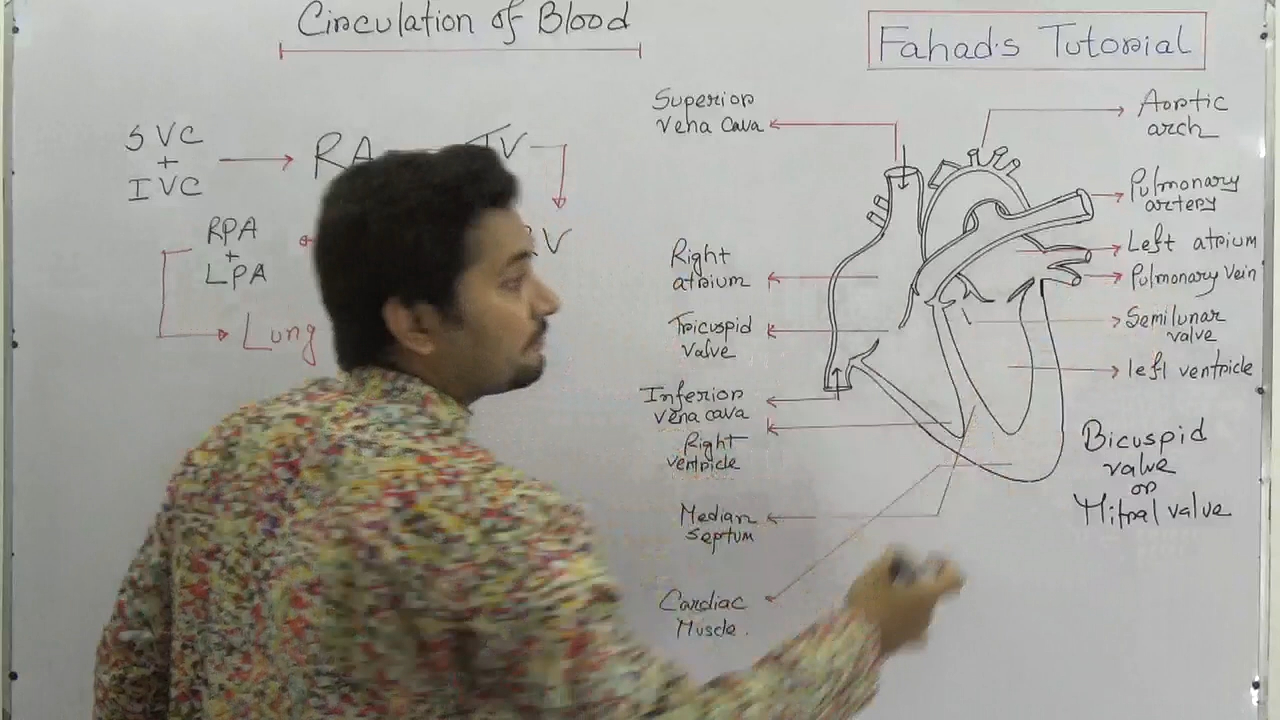 Circulation of Blood
Fahad's Tutorial
SVC
+
IVC
RA
TV
RV
RPA
+
LPA
Lung
Superior
vena cava
Right
atrium
Tricuspid
valve
Inferior
vena cava
Right
ventricle
Median
septum
Cardiac
Muscle.
Aortic
arch
Pulmonary
artery
Left atrium
Pulmonary Vein
Semilunar
valve
left ventricle
Bicuspid
valve
or
Mitral valve